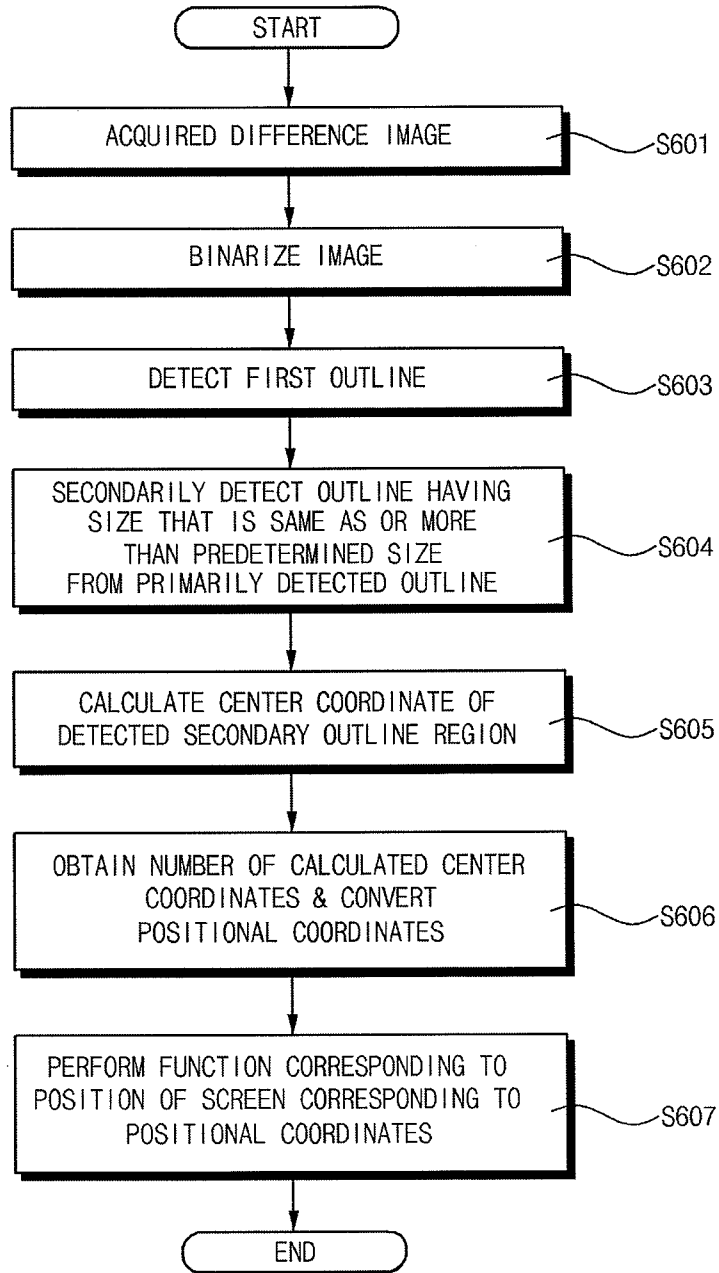 START
ACQUIRED DIFFERENCE IMAGE
S601
BINARIZE IMAGE
S602
DETECT FIRST OUTLINE
S603
SECONDARILY DETECT OUTLINE HAVING
SIZE THAT IS SAME AS OR MORE
THAN PREDETERMINED SIZE
FROM PRIMARILY DETECTED OUTLINE
S604
CALCULATE CENTER COORDINATE OF
DETECTED SECONDARY OUTLINE REGION
S605
OBTAIN NUMBER OF CALCULATED CENTER
COORDINATES & CONVERT
POSITIONAL COORDINATES
S606
PERFORM FUNCTION CORRESPONDING TO
POSITION OF SCREEN CORRESPONDING TO
POSITIONAL COORDINATES
S607
END